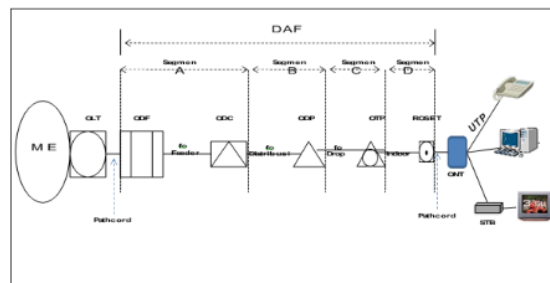 DAF
Segmen
A
Segmen
B
Segmen
C
Segmen
D
OLT
ODF
ODC
ODP
OTP
ROSET
UTP
ME
fo
Feeder
fo
Distribusi
fo
Drop
Indoor
ONT
Pathcord
Pathcord
STB